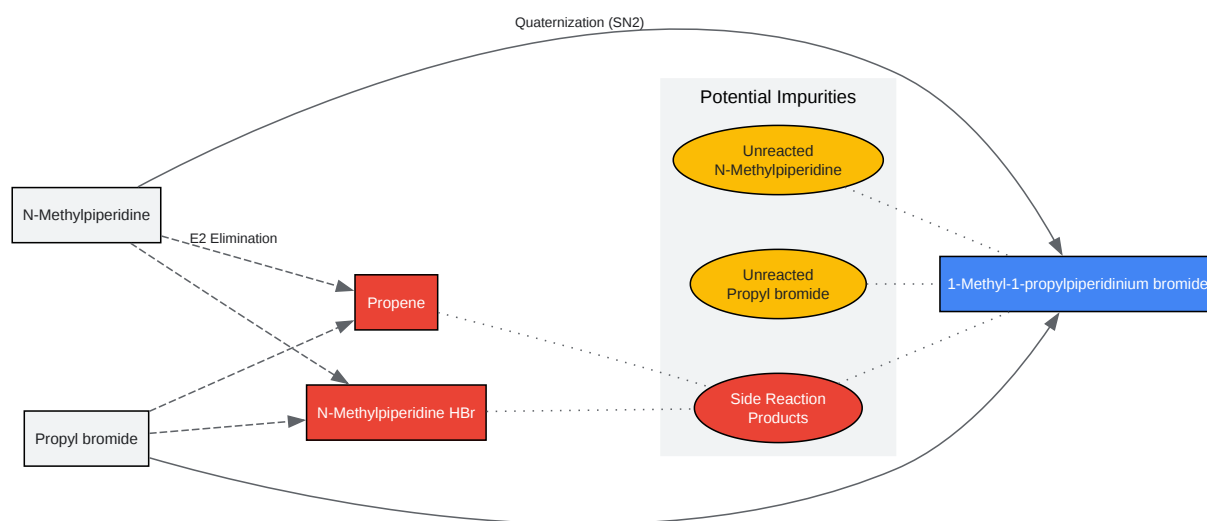 Quaternization (SN2)
Potential Impurities
Unreacted
N-Methylpiperidine
N-Methylpiperidine
E2 Elimination
Unreacted
Propyl bromide
1-Methyl-1-propylpiperidinium bromide
Propene
Side Reaction
Products
N-Methylpiperidine HBr
Propyl bromide